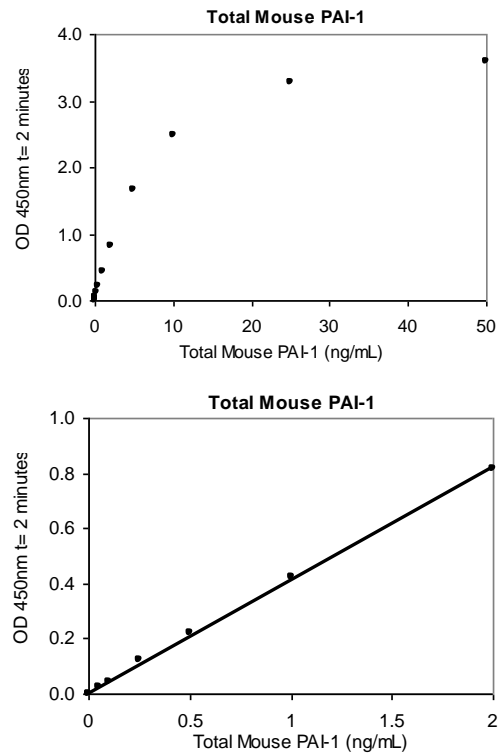 Total Mouse PAI-1
4.0
3.0
2.0
1.0
0.0
0 10 20 30 40 50
OD 450nm t= 2 minutes
Total Mouse PAI-1 (ng/mL)
Total Mouse PAI-1
1.0
0.8
0.6
0.4
0.2
0.0
0 0.5 1 1.5 2
OD 450nm t= 2 minutes
Total Mouse PAI-1 (ng/mL)